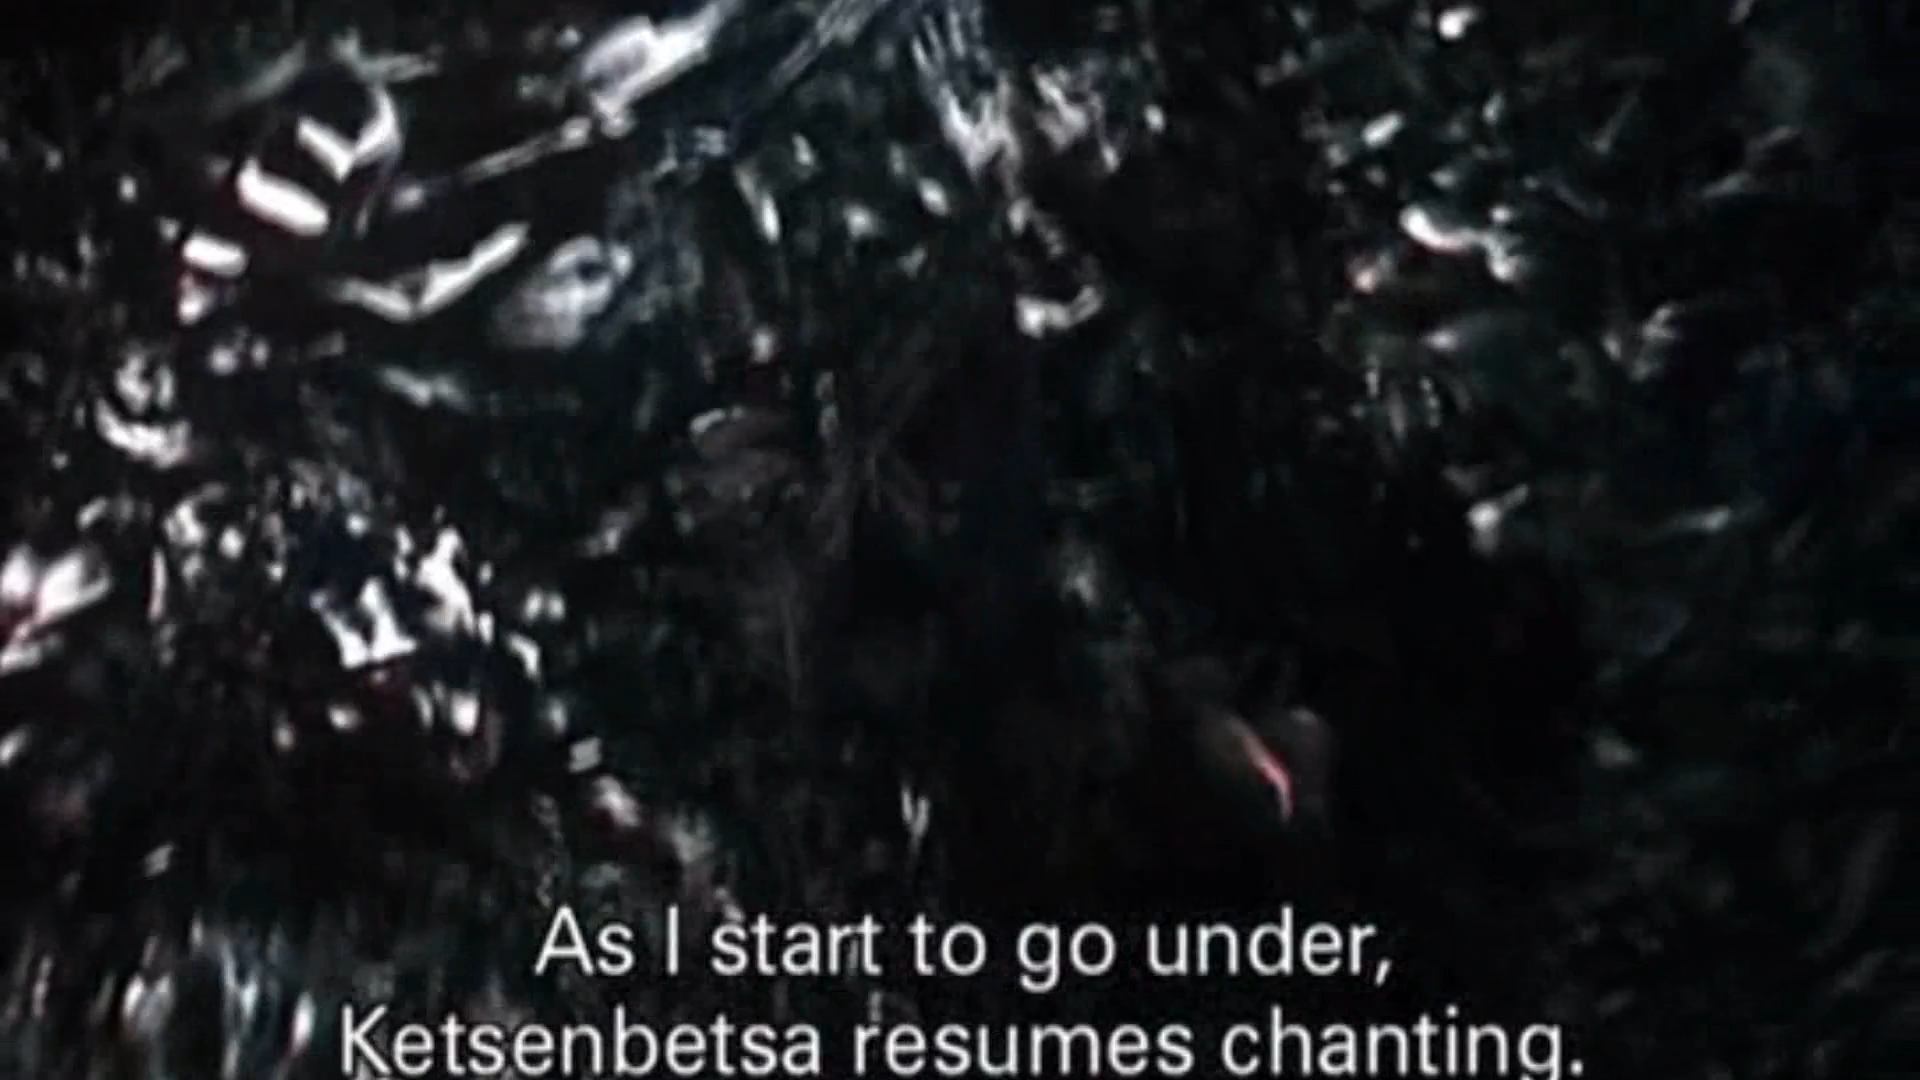 As I start to go under,
Ketsenbetsa resumes chanting.